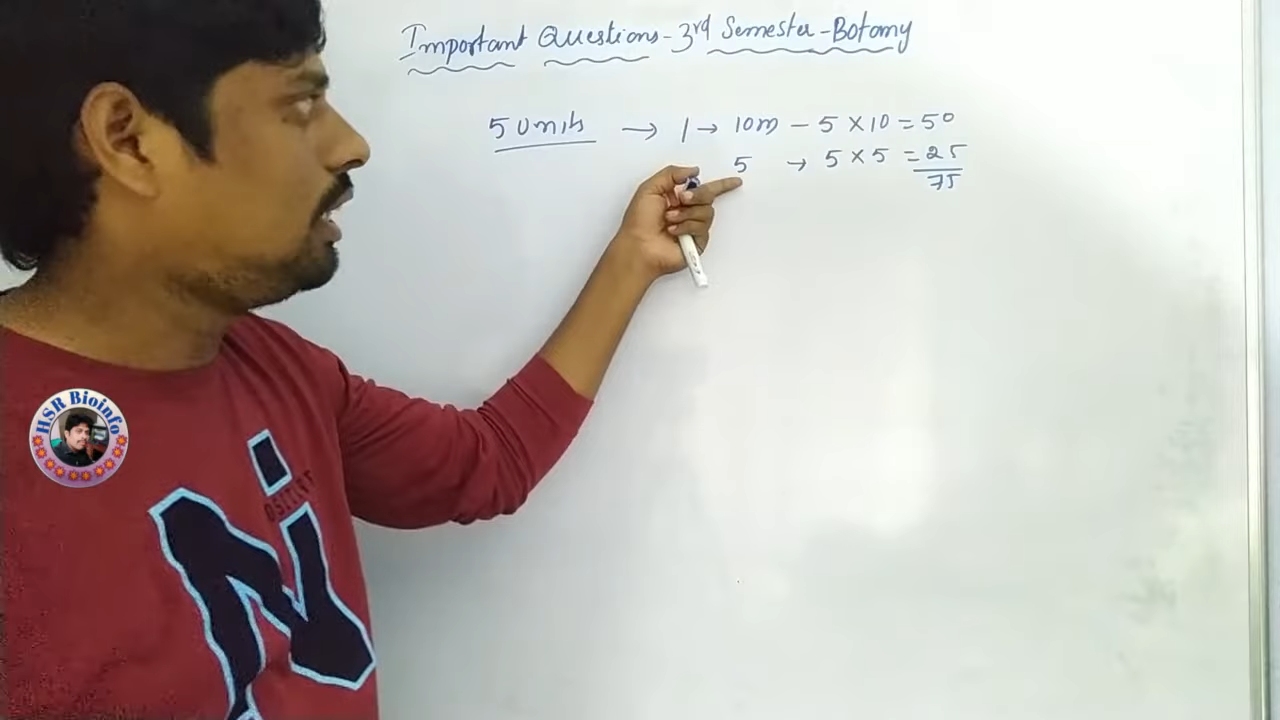 Important Questions - 3rd Semester - Botany
5 Units → 1 → 10m - 5 × 10 = 50
5 → 5 × 5 = 25
75
HSR Bioinfo
OSITIVE